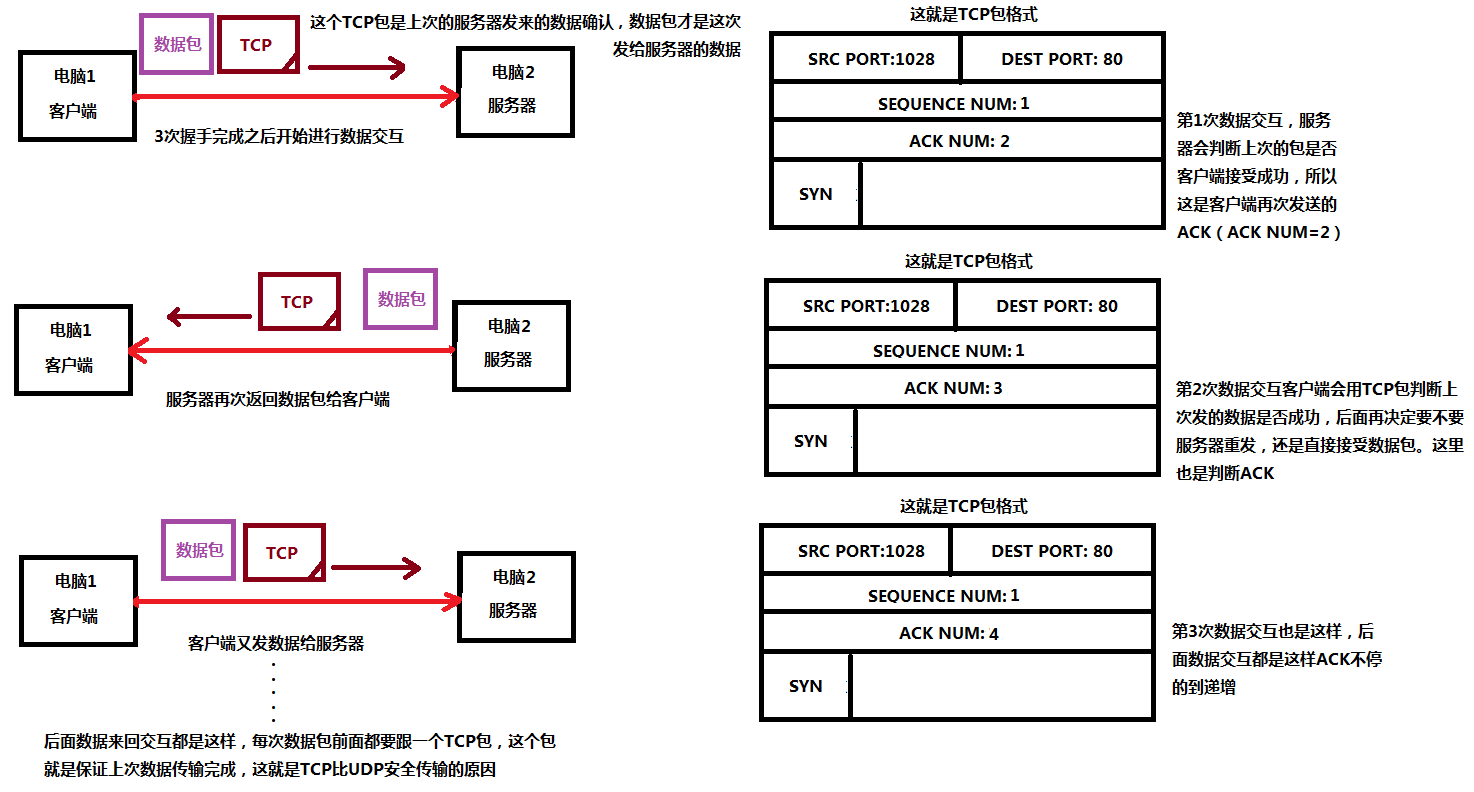 数据包
TCP
这个TCP包是上次的服务器发来的数据确认，数据包才是这次
发给服务器的数据
电脑1
客户端
电脑2
服务器
3次握手完成之后开始进行数据交互
这就是TCP包格式
SRC PORT:1028
DEST PORT: 80
SEQUENCE NUM: 1
ACK NUM: 2
SYN
第1次数据交互，服务
器会判断上次的包是否
客户端接受成功，所以
这是客户端再次发送的
ACK（ACK NUM=2）
TCP
数据包
电脑1
客户端
电脑2
服务器
服务器再次返回数据包给客户端
这就是TCP包格式
SRC PORT:1028
DEST PORT: 80
SEQUENCE NUM: 1
ACK NUM: 3
SYN
第2次数据交互客户端会用TCP包判断上
次发的数据是否成功，后面再决定要不要
服务器重发，还是直接接受数据包。这里
也是判断ACK
数据包
TCP
电脑1
客户端
电脑2
服务器
客户端又发数据给服务器
这就是TCP包格式
SRC PORT:1028
DEST PORT: 80
SEQUENCE NUM: 1
ACK NUM: 4
SYN
第3次数据交互也是这样，后
面数据交互都是这样ACK不停
的到递增
后面数据来回交互都是这样，每次数据包前面都要跟一个TCP包，这个包
就是保证上次数据传输完成，这就是TCP比UDP安全传输的原因